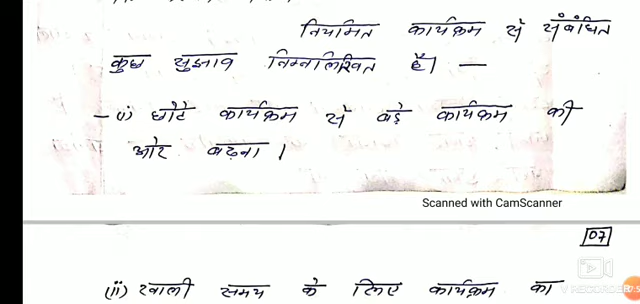 नियमित कार्यक्रम से संबंधित
कुछ सुझाव निम्नलिखित हैं। —
- (i) छोटे कार्यक्रम से बड़े कार्यक्रम की
ओर बढ़ना।
Scanned with CamScanner
07
(ii) खाली समय के लिए कार्यक्रम का